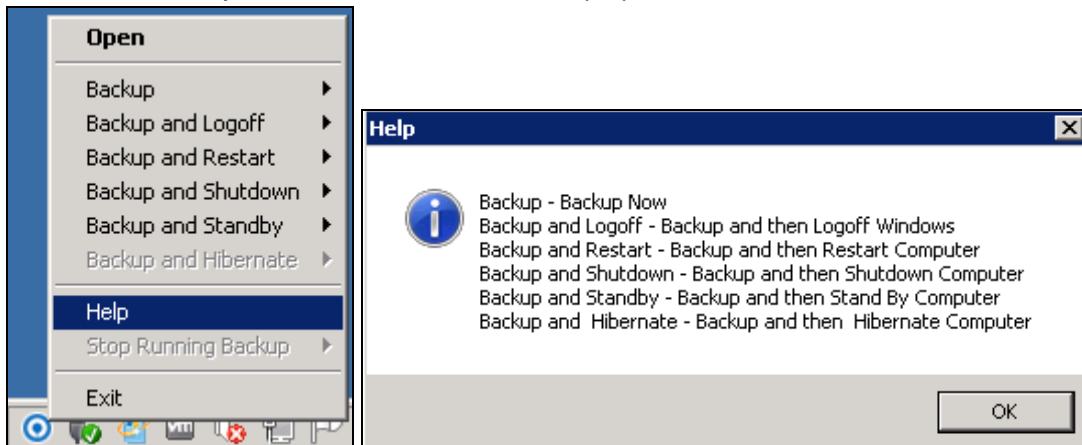 Open
Backup
Backup and Logoff
Backup and Restart
Backup and Shutdown
Backup and Standby
Backup and Hibernate
Help
Stop Running Backup
Exit
Help
Backup - Backup Now
Backup and Logoff - Backup and then Logoff Windows
Backup and Restart - Backup and then Restart Computer
Backup and Shutdown - Backup and then Shutdown Computer
Backup and Standby - Backup and then Stand By Computer
Backup and  Hibernate - Backup and then  Hibernate Computer
OK